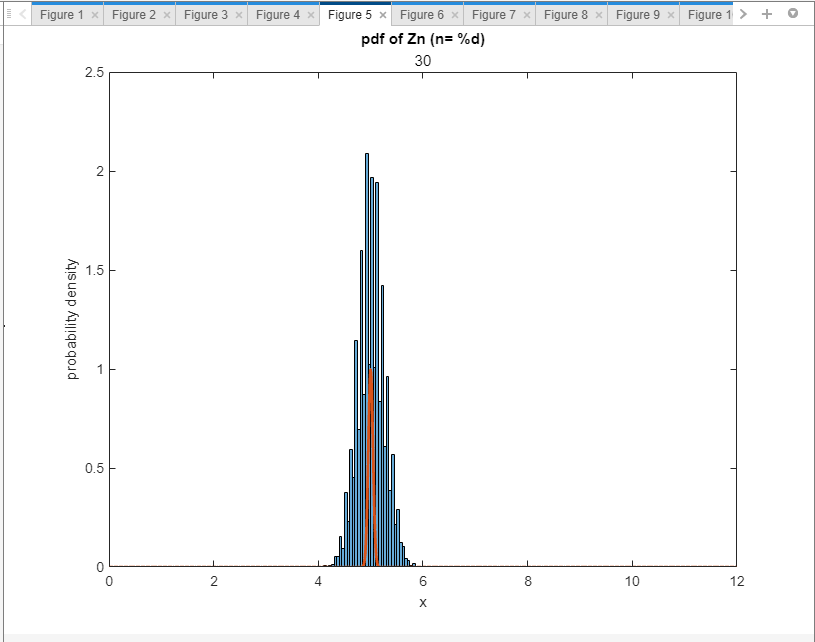 Figure 1 × Figure 2 × Figure 3 × Figure 4 × Figure 5 × Figure 6 × Figure 7 × Figure 8 × Figure 9 × Figure 1
pdf of Zn (n= %d)
30
2.5
2
1.5
1
0.5
0
probability density
0 2 4 6 8 10 12
x